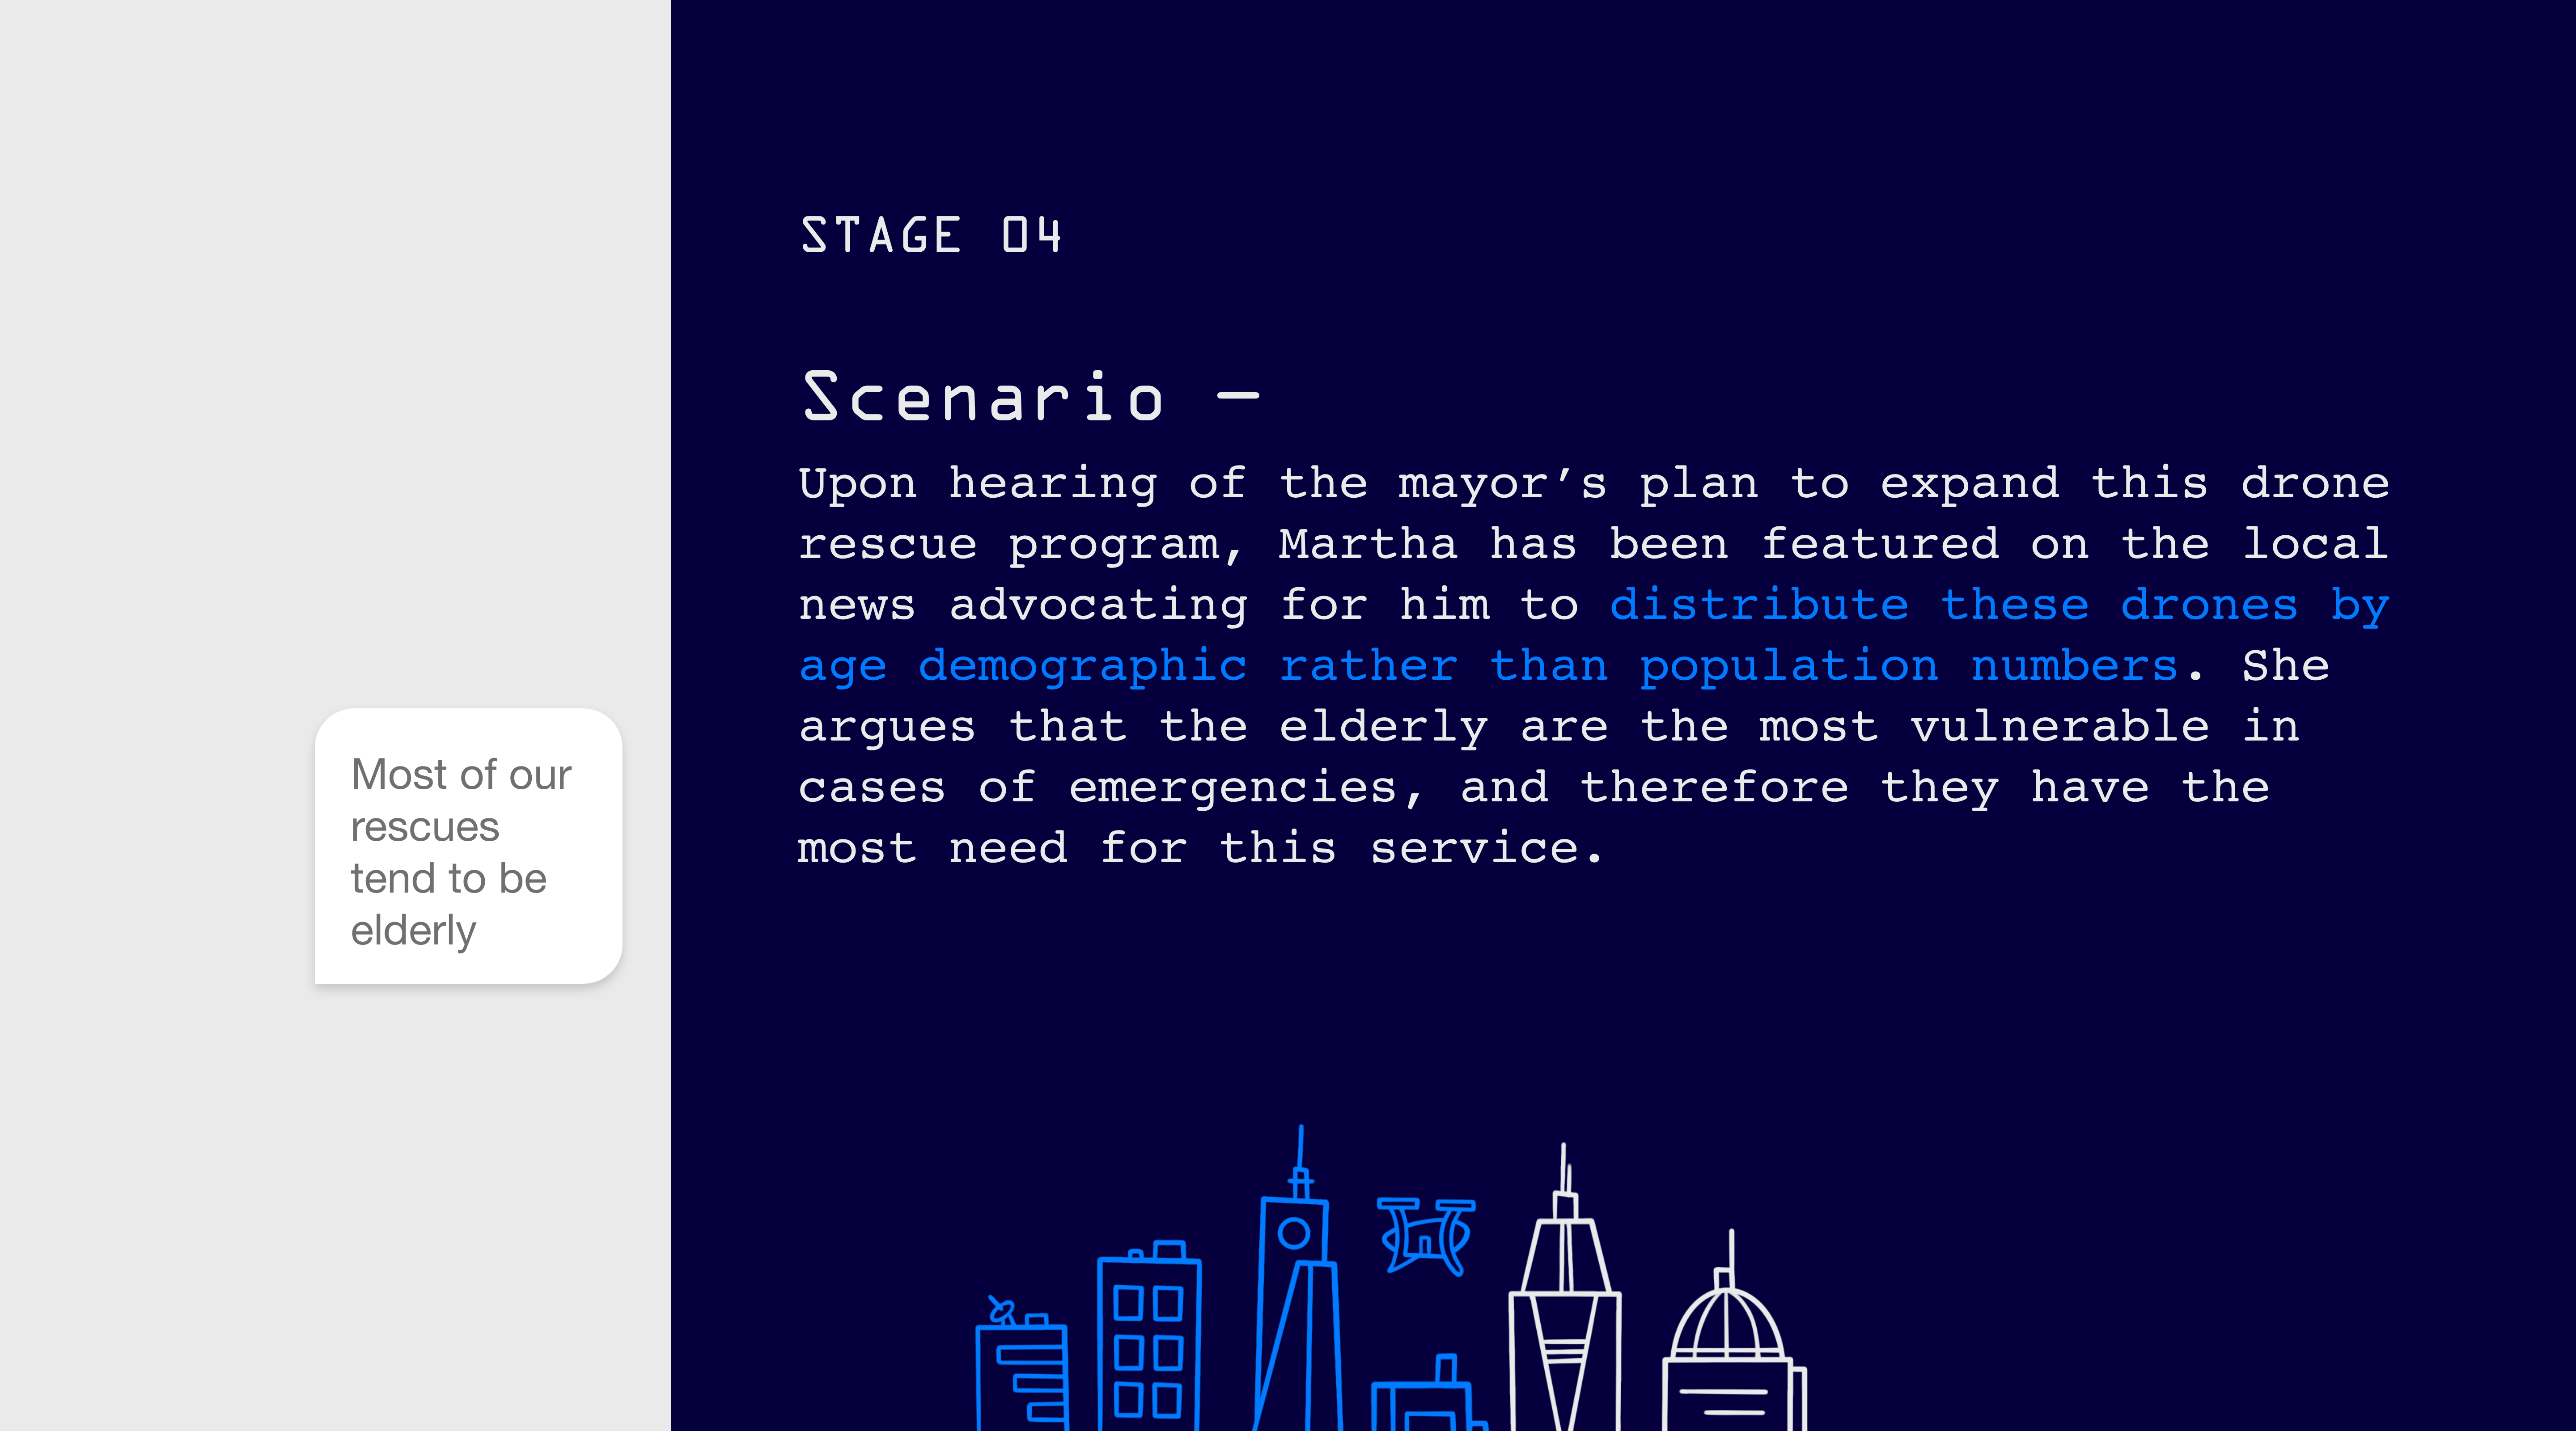 STAGE 04
Scenario —
Upon hearing of the mayor’s plan to expand this drone
rescue program, Martha has been featured on the local
news advocating for him to distribute these drones by
age demographic rather than population numbers. She
argues that the elderly are the most vulnerable in
cases of emergencies, and therefore they have the
most need for this service.
Most of our
rescues
tend to be
elderly